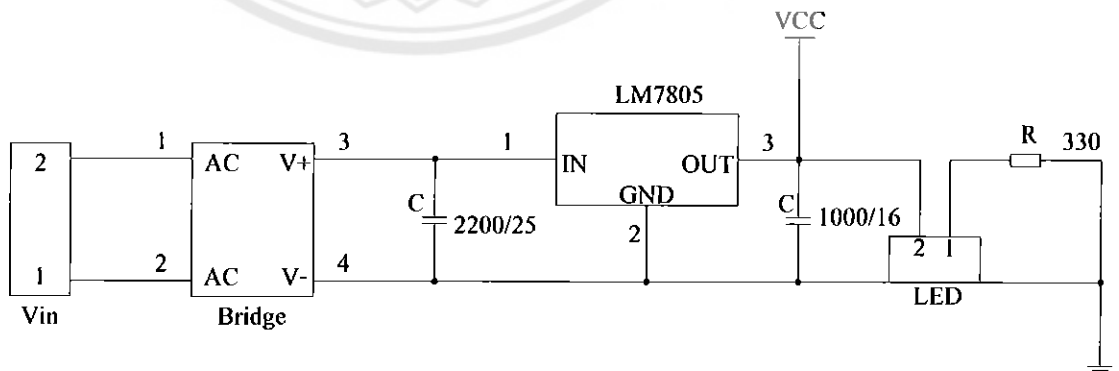 VCC
LM7805
1
3
1
3
R
330
2
AC
V+
IN
OUT
C
2200/25
GND
2
C
1000/16
2
1
1
2
AC
V-
4
LED
Vin
Bridge